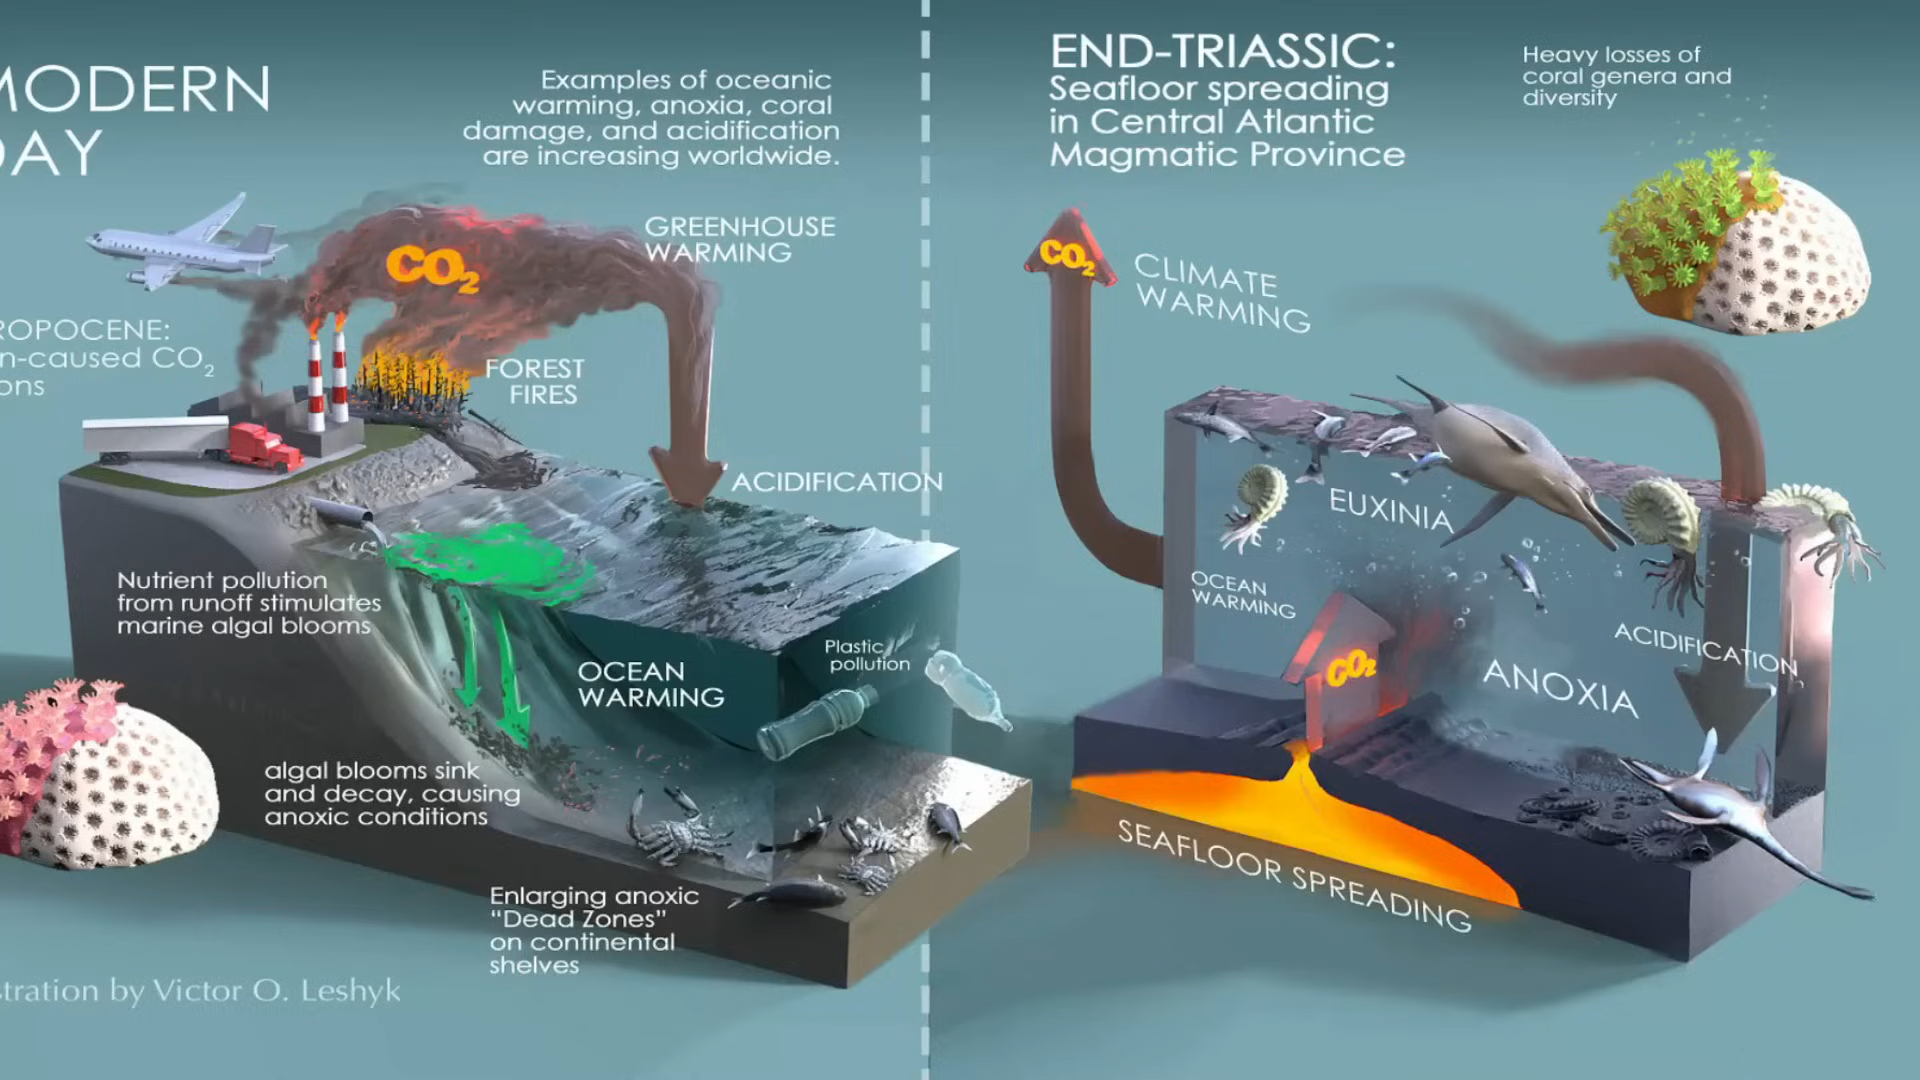 MODERN
DAY
Examples of oceanic
warming, anoxia, coral
damage, and acidification
are increasing worldwide.
GREENHOUSE
WARMING
CO2
ROPOCENE:
n-caused CO2
ons
FOREST
FIRES
ACIDIFICATION
Nutrient pollution
from runoff stimulates
marine algal blooms
OCEAN
WARMING
Plastic
pollution
algal blooms sink
and decay, causing
anoxic conditions
Enlarging anoxic
“Dead Zones”
on continental
shelves
stration by Victor O. Leshyk
END-TRIASSIC:
Seafloor spreading
in Central Atlantic
Magmatic Province
Heavy losses of
coral genera and
diversity
CO2
CLIMATE
WARMING
EUXINIA
OCEAN
WARMING
CO2
ACIDIFICATION
ANOXIA
SEAFLOOR SPREADING